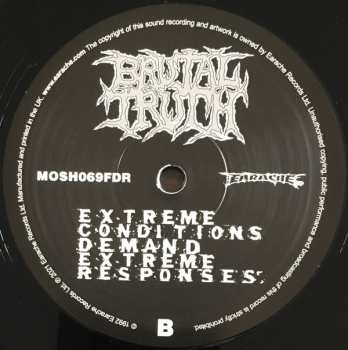 The copyright of this sound recording and artwork is owned by Earache Records Ltd. Unauthorised copying, public performance and broadcasting of this record is strictly prohibited.
℗ 1992 Earache Records Ltd. © 2021 Earache Records Ltd. Manufactured and printed in the UK. www.earache.com
BRUTAL
TRUTH
MOSH069FDR
EARACHE
EXTREME
CONDITIONS
DEMAND
EXTREME
RESPONSES
B